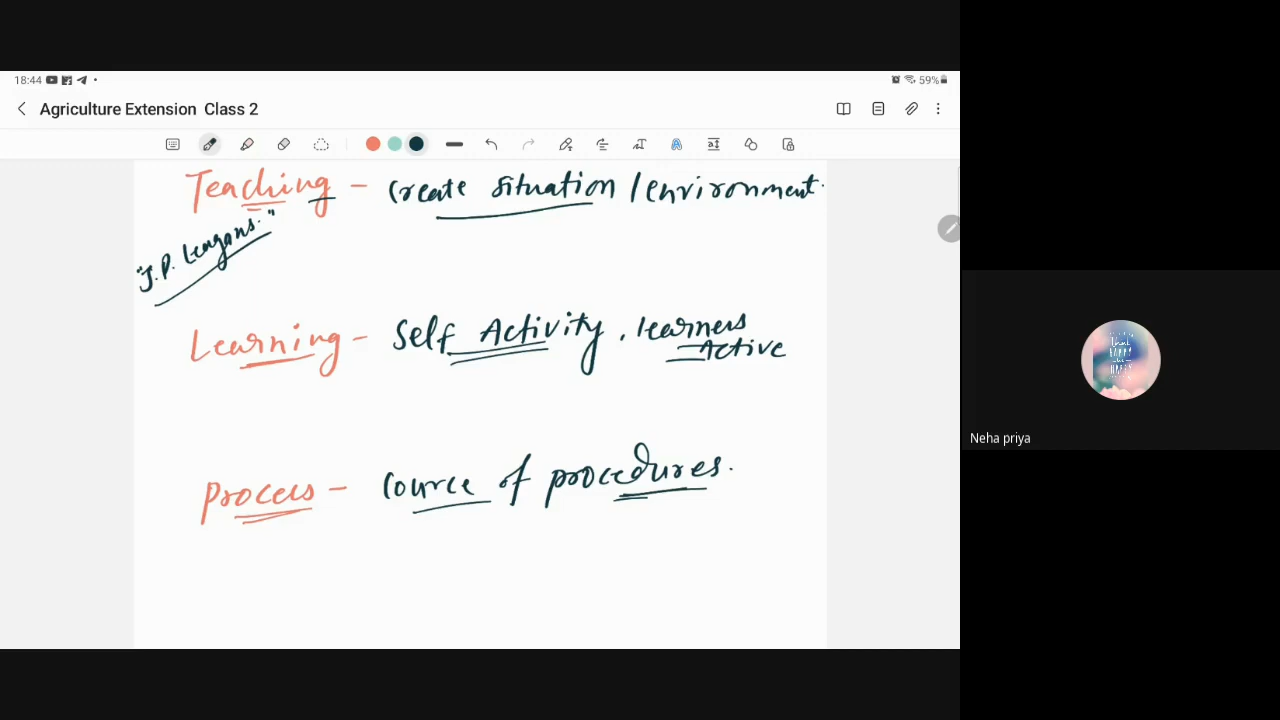 18:44
59%
Agriculture Extension Class 2
Teaching - Create situation / environment.
"J.P. Leagans."
Learning - Self Activity, learners
Active
Process - Cource of procedures.
Neha priya